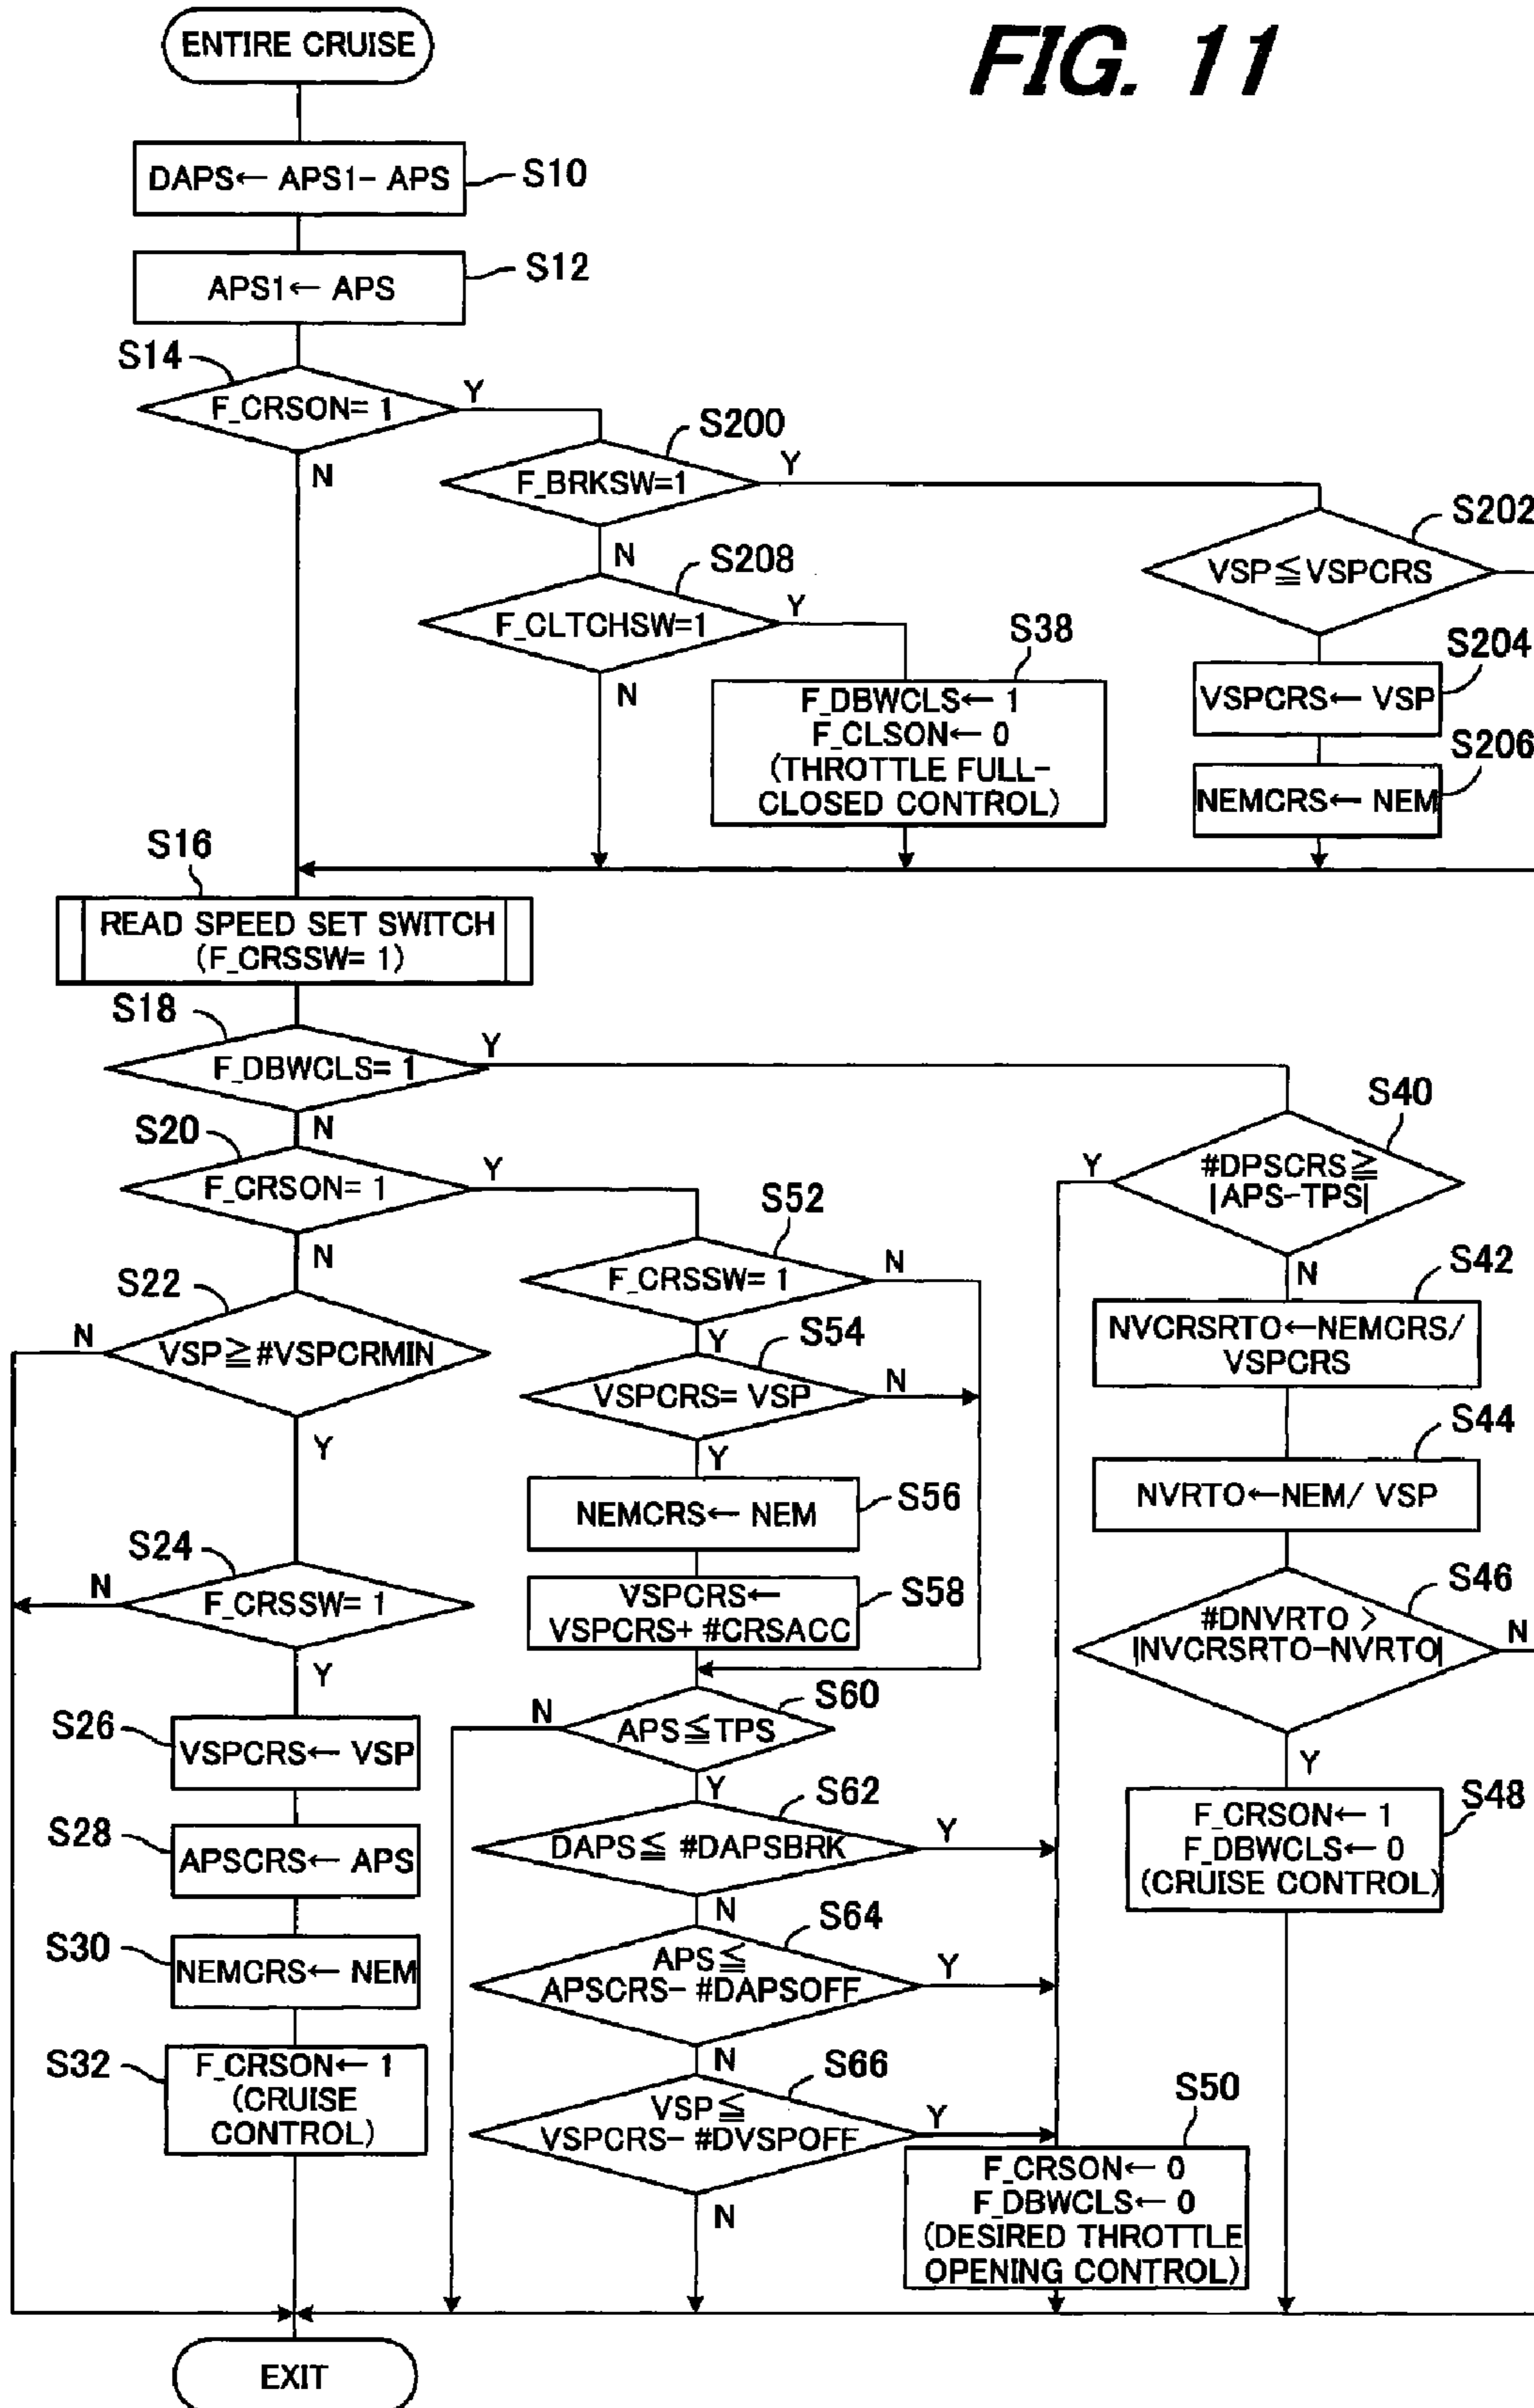 FIG. 11
ENTIRE CRUISE
DAPS← APS1- APS
S10
APS1← APS
S12
S14
F_CRSON= 1
Y
N
S200
F_BRKSW=1
Y
N
S202
VSP≦VSPCRS
S208
F_CLTCHSW=1
Y
N
S38
F_DBWCLS← 1
F_CLSON← 0
(THROTTLE FULL-
CLOSED CONTROL)
S204
VSPCRS← VSP
S206
NEMCRS← NEM
S16
READ SPEED SET SWITCH
(F_CRSSW= 1)
S18
F_DBWCLS= 1
Y
N
S20
F_CRSON= 1
Y
N
S22
VSP≧#VSPCRMIN
N
Y
S24
F_CRSSW= 1
N
Y
S26
VSPCRS← VSP
S28
APSCRS← APS
S30
NEMCRS← NEM
S32
F_CRSON← 1
(CRUISE
CONTROL)
S52
F_CRSSW= 1
N
Y
S54
VSPCRS= VSP
N
Y
NEMCRS← NEM
S56
VSPCRS←
VSPCRS+ #CRSACC
S58
S60
APS≦TPS
N
Y
S62
DAPS≦ #DAPSBRK
Y
N
S64
APS≦
APSCRS- #DAPSOFF
Y
N
S66
VSP≦
VSPCRS- #DVSPOFF
Y
N
S40
#DPSCRS≧
|APS-TPS|
Y
N
S42
NVCRSRTO←NEMCRS/
VSPCRS
S44
NVRTO←NEM/ VSP
S46
#DNVRTO >
|NVCRSRTO-NVRTO|
N
Y
S48
F_CRSON← 1
F_DBWCLS← 0
(CRUISE CONTROL)
S50
F_CRSON← 0
F_DBWCLS← 0
(DESIRED THROTTLE
OPENING CONTROL)
EXIT